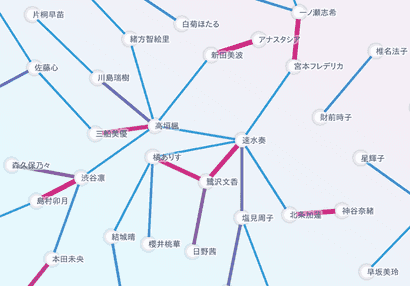 一ノ瀬志希
片桐早苗
白菊ほたる
緒方智絵里
アナスタシア
椎名法子
新田美波
宮本フレデリカ
佐藤心
川島瑞樹
財前時子
高垣楓
三船美優
速水奏
橘ありす
星輝子
森久保乃々
渋谷凛
鷺沢文香
島村卯月
神谷奈緒
北条加蓮
塩見周子
結城晴
桜井桃華
日野茜
本田未央
早坂美玲